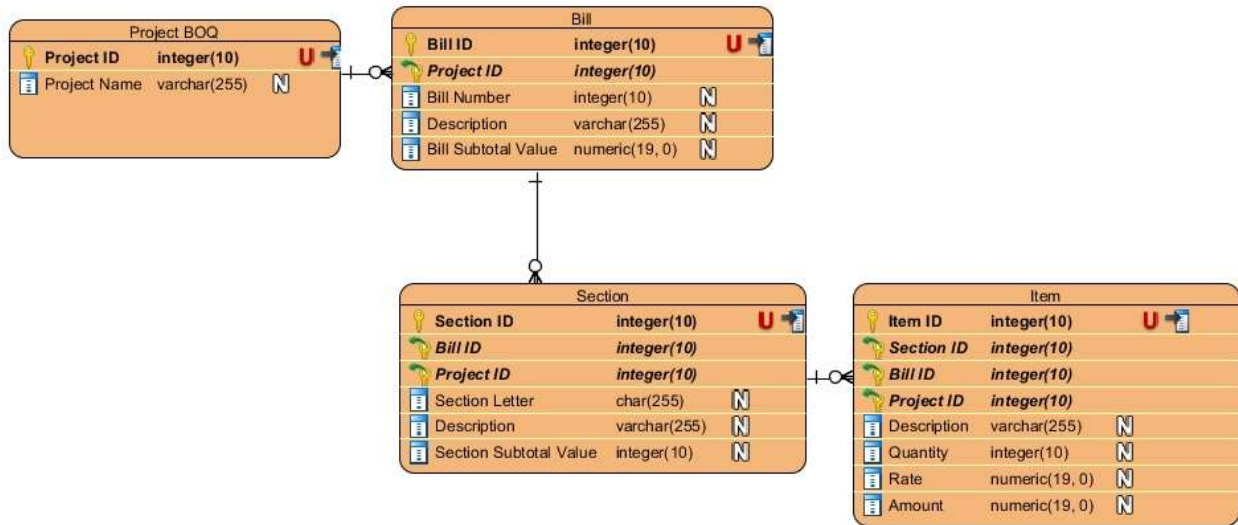 Project BOQ
Project ID integer(10) U
Project Name varchar(255) N
Bill
Bill ID integer(10) U
Project ID integer(10)
Bill Number integer(10) N
Description varchar(255) N
Bill Subtotal Value numeric(19, 0) N
Section
Section ID integer(10) U
Bill ID integer(10)
Project ID integer(10)
Section Letter char(255) N
Description varchar(255) N
Section Subtotal Value integer(10) N
Item
Item ID integer(10) U
Section ID integer(10)
Bill ID integer(10)
Project ID integer(10)
Description varchar(255) N
Quantity integer(10) N
Rate numeric(19, 0) N
Amount numeric(19, 0) N